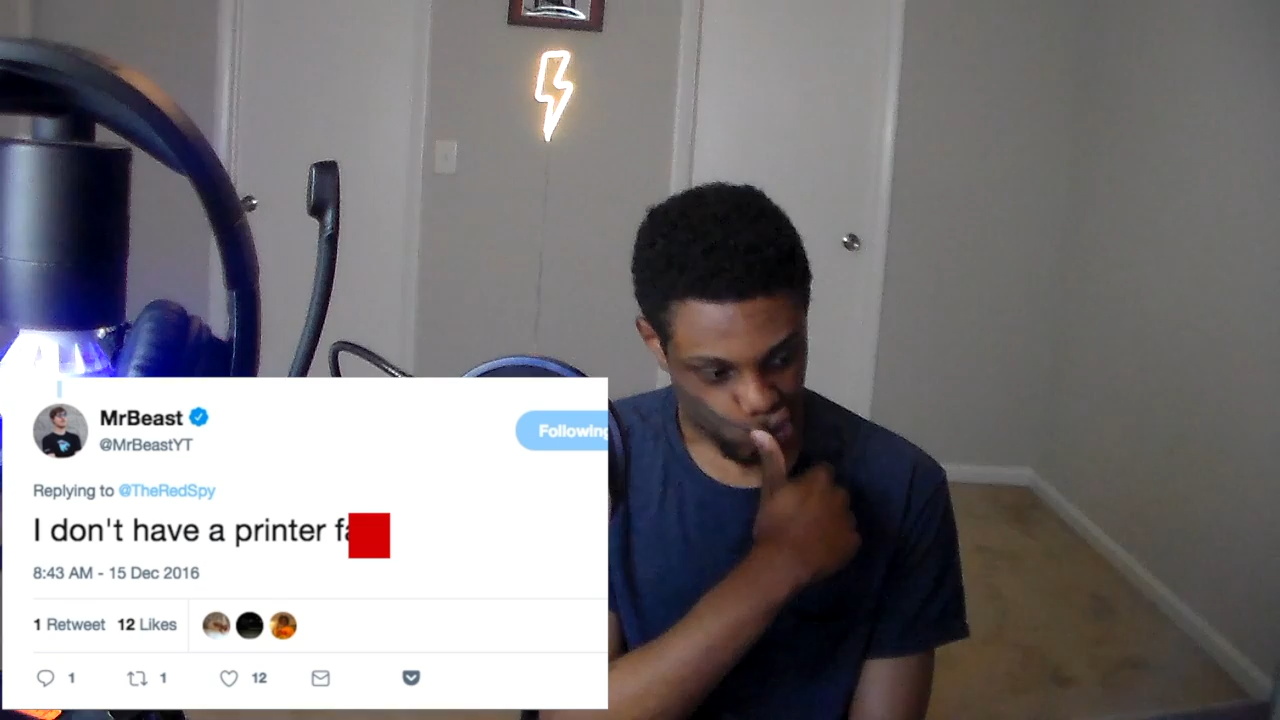 MrBeast
@MrBeastYT
Following
Replying to @TheRedSpy
I don't have a printer
8:43 AM - 15 Dec 2016
1 Retweet 12 Likes
1 1 12